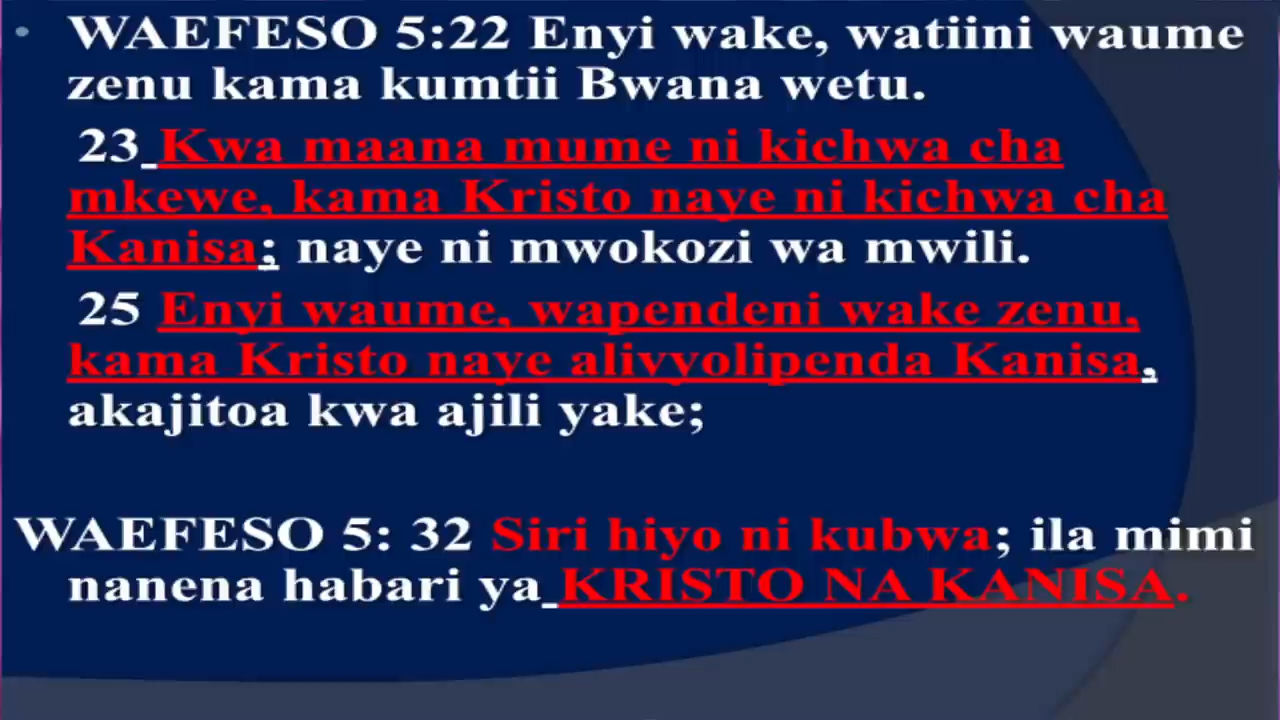 • WAEFESO 5:22 Enyi wake, watiini waume
zenu kama kumtii Bwana wetu.
23 Kwa maana mume ni kichwa cha
mkewe, kama Kristo naye ni kichwa cha
Kanisa; naye ni mwokozi wa mwili.
25 Enyi waume, wapendeni wake zenu,
kama Kristo naye alivyolipenda Kanisa,
akajitoa kwa ajili yake;
WAEFESO 5: 32 Siri hiyo ni kubwa; ila mimi
nanena habari ya KRISTO NA KANISA.